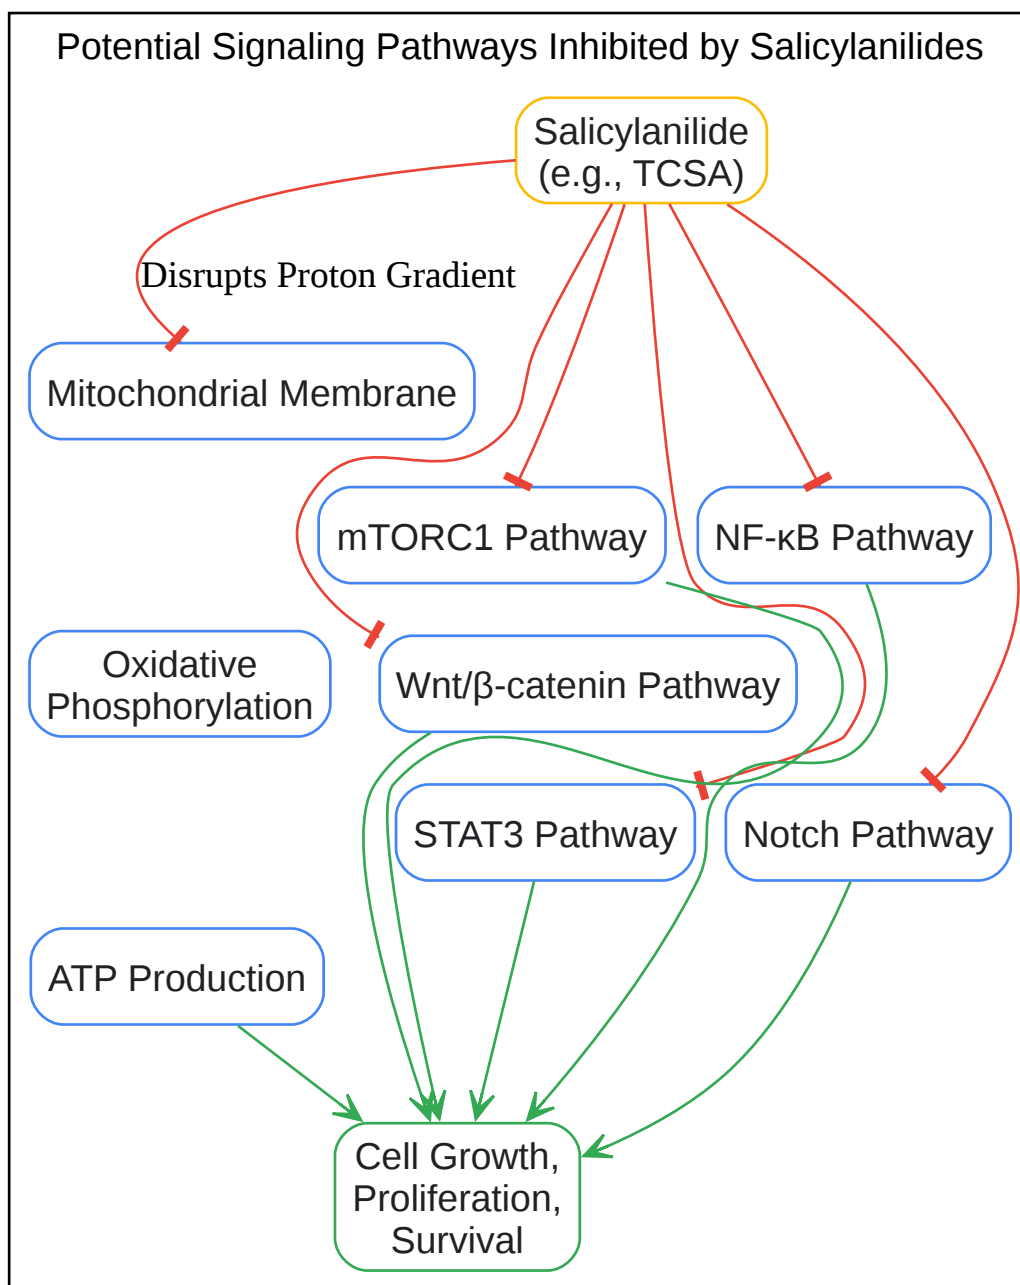 Potential Signaling Pathways Inhibited by Salicylanilides
Salicylanilide
(e.g., TCSA)
Disrupts Proton Gradient
Mitochondrial Membrane
mTORC1 Pathway
NF-κB Pathway
Oxidative
Phosphorylation
Wnt/β-catenin Pathway
STAT3 Pathway
Notch Pathway
ATP Production
Cell Growth,
Proliferation,
Survival